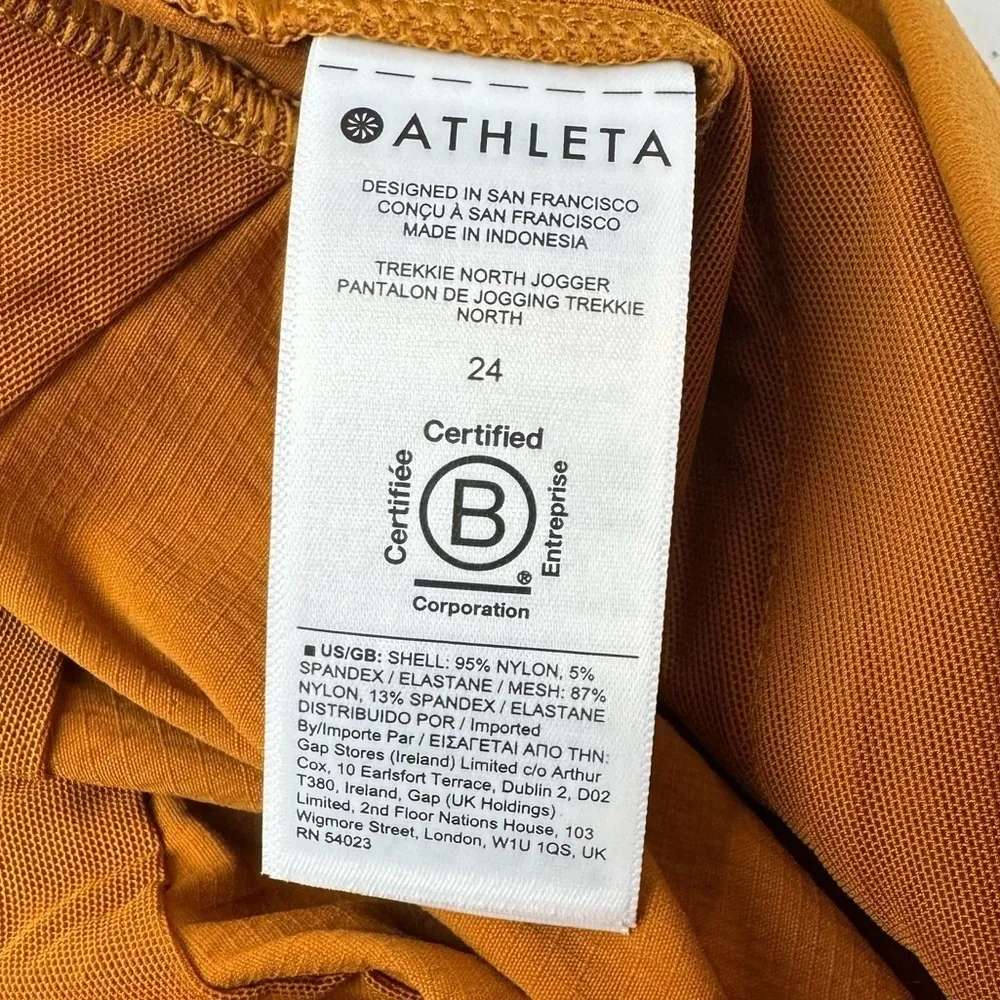 ATHLETA
DESIGNED IN SAN FRANCISCO
CONÇU À SAN FRANCISCO
MADE IN INDONESIA
TREKKIE NORTH JOGGER
PANTALON DE JOGGING TREKKIE
NORTH
24
Certified
Certifiée
B
Entreprise
®
Corporation
■ US/GB: SHELL: 95% NYLON, 5%
SPANDEX / ELASTANE / MESH: 87%
NYLON, 13% SPANDEX / ELASTANE
DISTRIBUIDO POR / Imported
By/Importe Par / ΕΙΣΑΓΕΤΑΙ ΑΠΟ ΤΗΝ:
Gap Stores (Ireland) Limited c/o Arthur
Cox, 10 Earlsfort Terrace, Dublin 2, D02
T380, Ireland, Gap (UK Holdings)
Limited, 2nd Floor Nations House, 103
Wigmore Street, London, W1U 1QS, UK
RN 54023